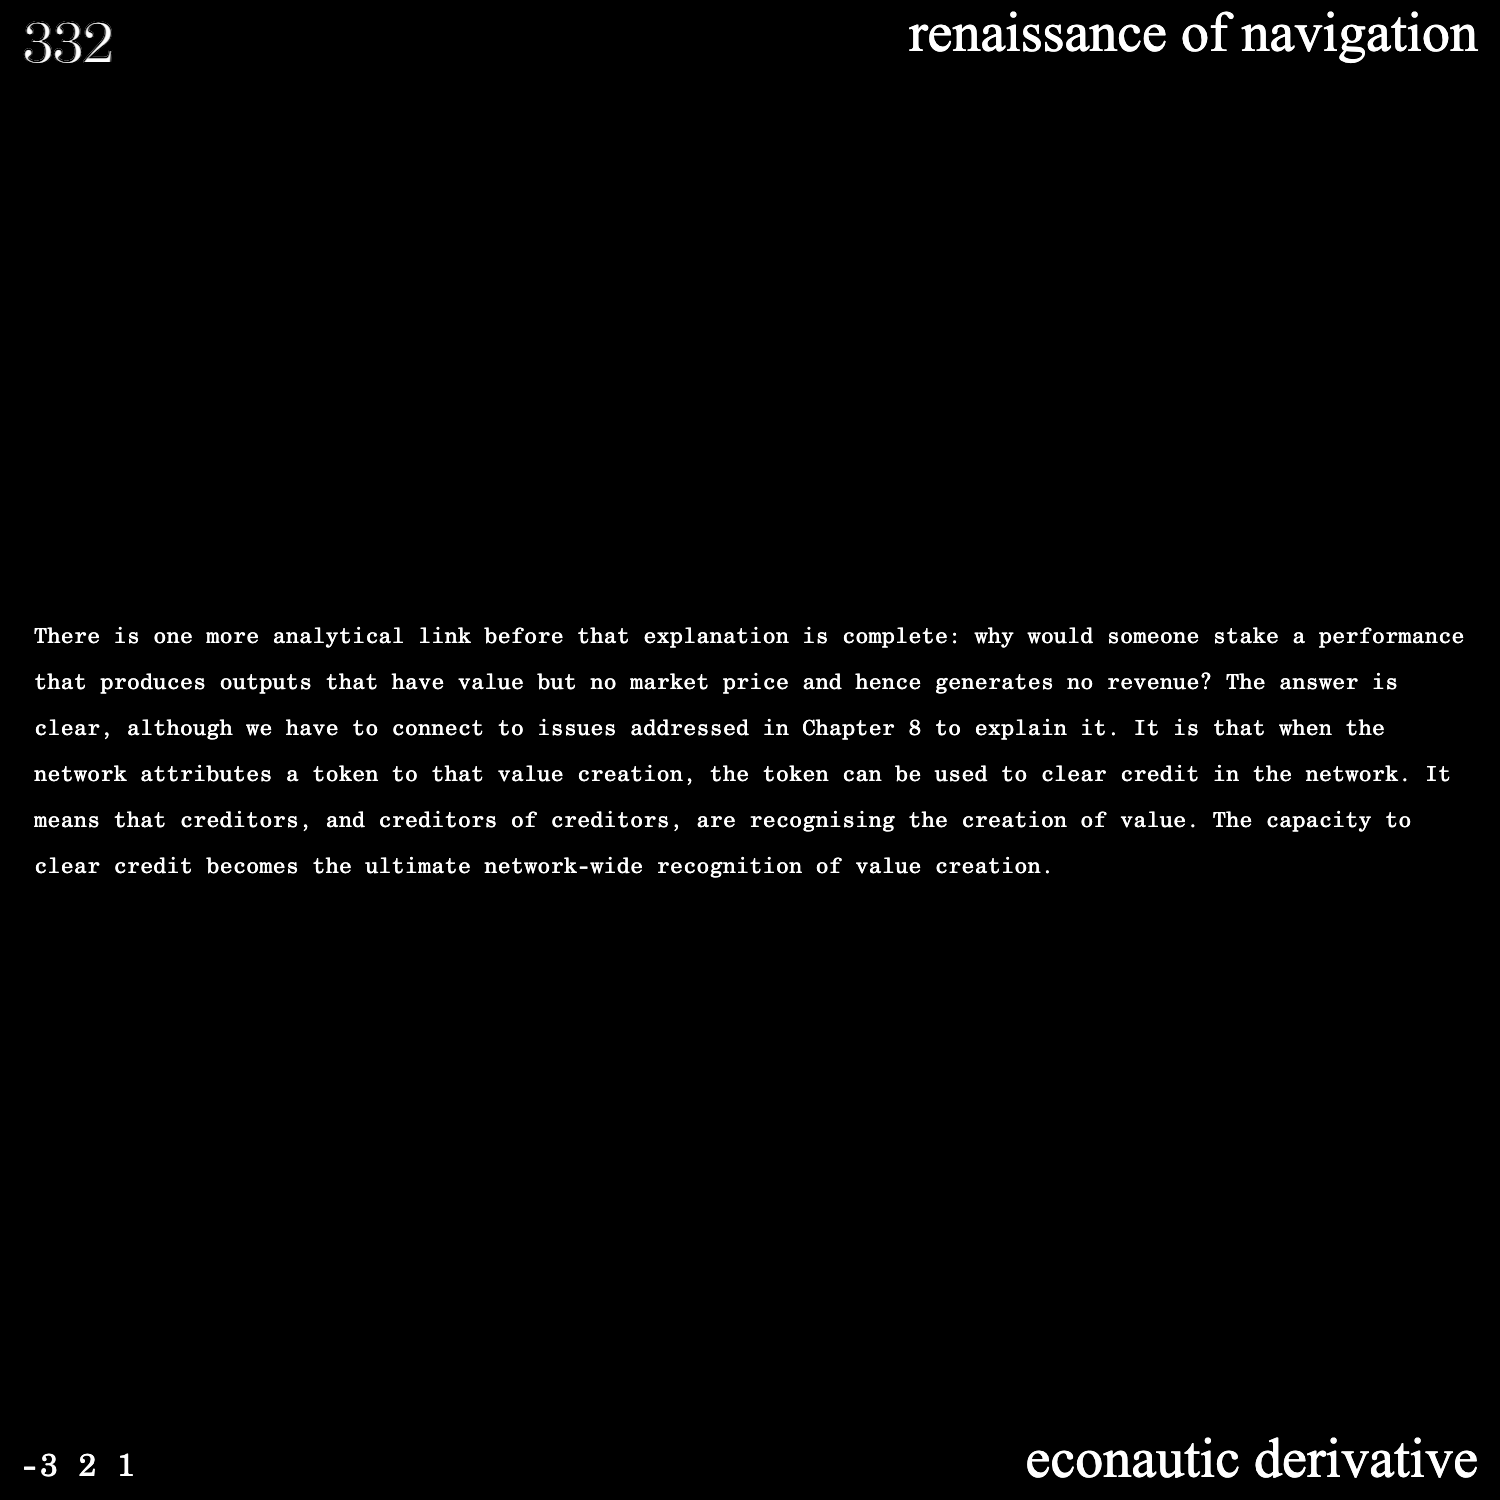 332
renaissance of navigation
There is one more analytical link before that explanation is complete: why would someone stake a performance
that produces outputs that have value but no market price and hence generates no revenue? The answer is
clear, although we have to connect to issues addressed in Chapter 8 to explain it. It is that when the
network attributes a token to that value creation, the token can be used to clear credit in the network. It
means that creditors, and creditors of creditors, are recognising the creation of value. The capacity to
clear credit becomes the ultimate network-wide recognition of value creation.
-3 2 1
econautic derivative